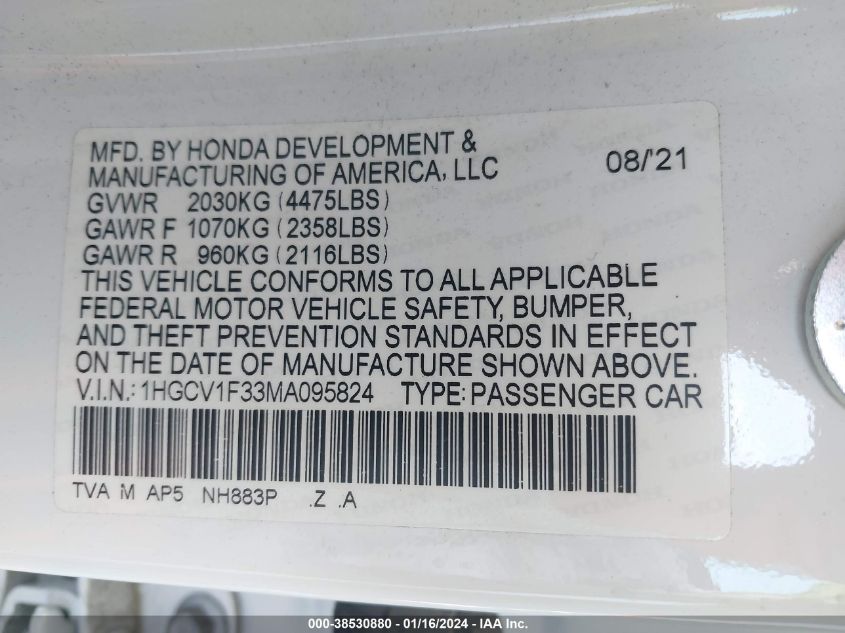 MFD. BY HONDA DEVELOPMENT &
MANUFACTURING OF AMERICA, LLC 08/'21
GVWR 2030KG (4475LBS)
GAWR F 1070KG (2358LBS)
GAWR R 960KG (2116LBS)
THIS VEHICLE CONFORMS TO ALL APPLICABLE
FEDERAL MOTOR VEHICLE SAFETY, BUMPER,
AND THEFT PREVENTION STANDARDS IN EFFECT
ON THE DATE OF MANUFACTURE SHOWN ABOVE.
V.I.N.: 1HGCV1F33MA095824 TYPE: PASSENGER CAR
TVA M AP5 NH883P .Z .A
000-38530880 - 01/16/2024 - IAA Inc.